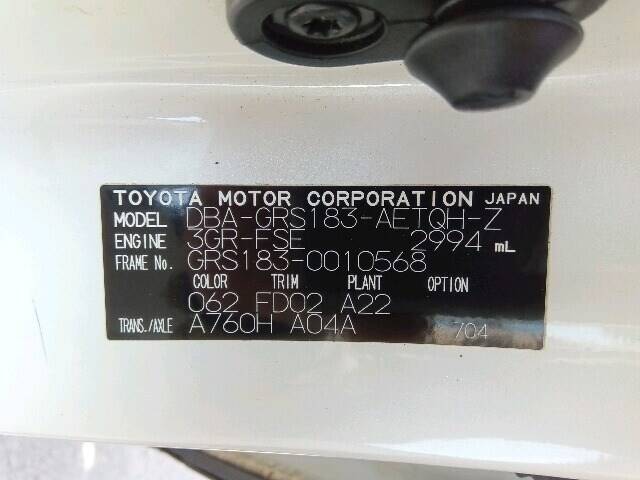 TOYOTA MOTOR CORPORATION JAPAN
MODEL DBA-GRS183-AETQH-Z
ENGINE 3GR-FSE 2994 mL
FRAME No. GRS183-0010568
COLOR TRIM PLANT OPTION
062 FD02 A22
TRANS./AXLE A760H A04A 704